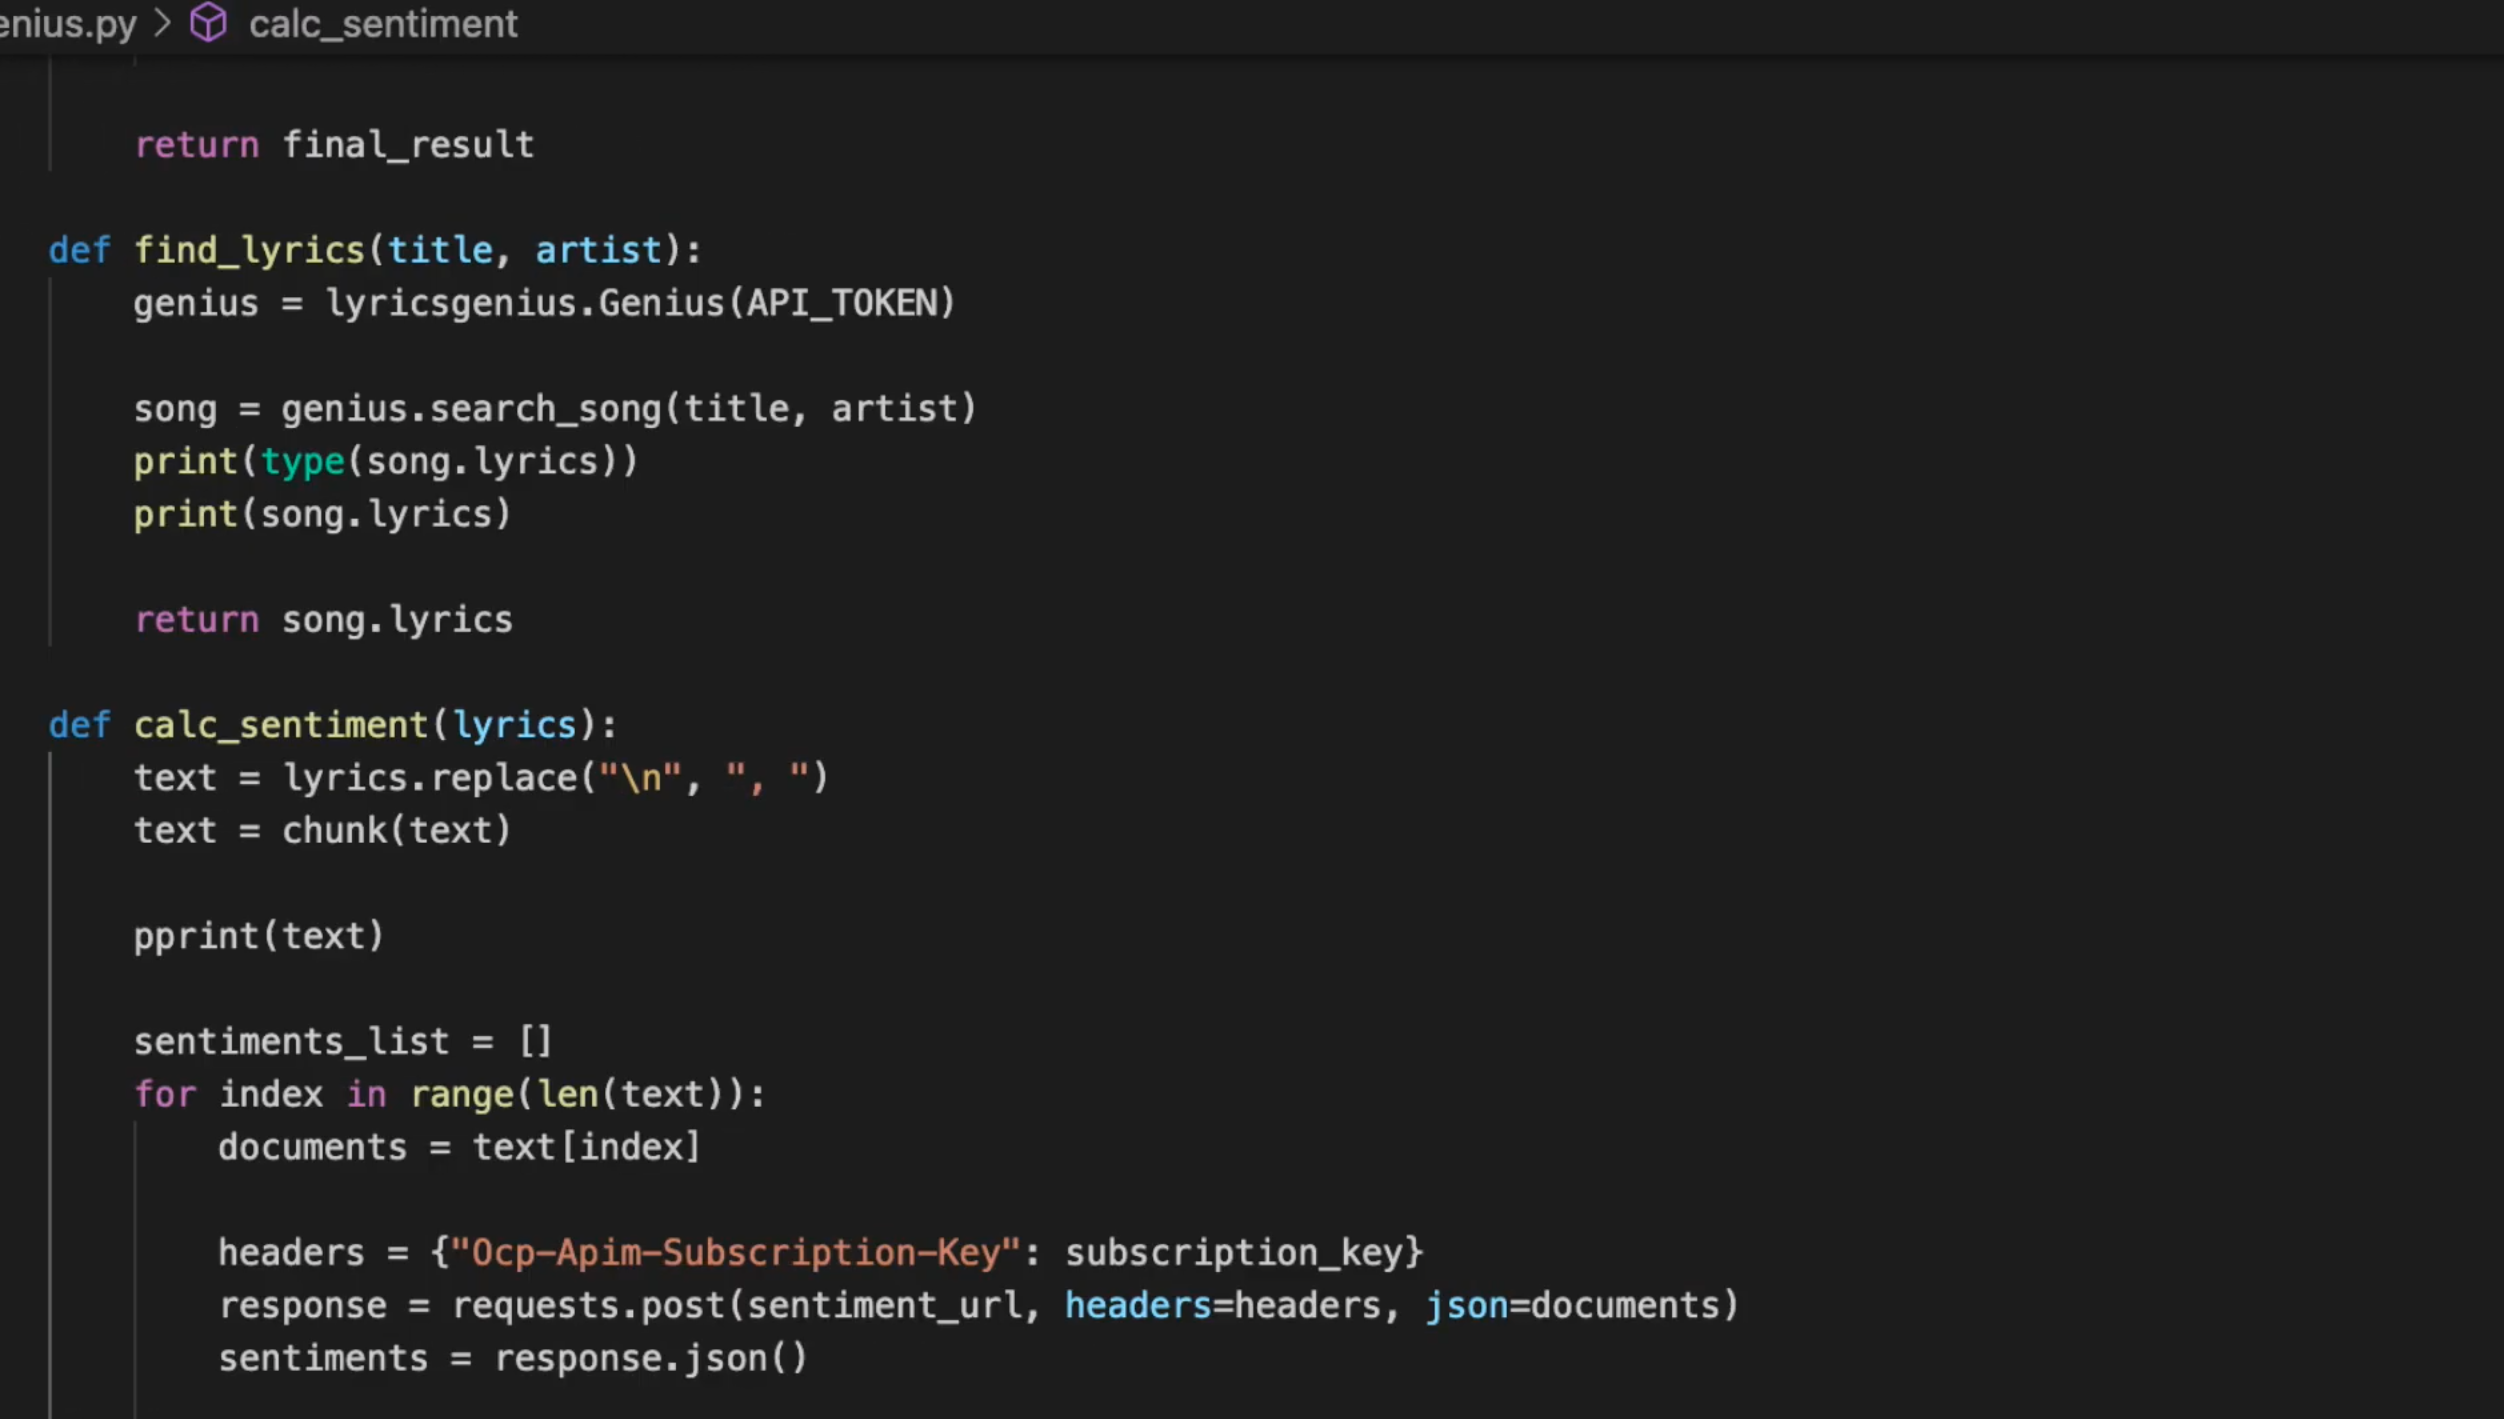 enius.py > calc_sentiment
return final_result
def find_lyrics(title, artist):
genius = lyricsgenius.Genius(API_TOKEN)
song = genius.search_song(title, artist)
print(type(song.lyrics))
print(song.lyrics)
return song.lyrics
def calc_sentiment(lyrics):
text = lyrics.replace("\n", ", ")
text = chunk(text)
pprint(text)
sentiments_list = []
for index in range(len(text)):
documents = text[index]
headers = {"Ocp-Apim-Subscription-Key": subscription_key}
response = requests.post(sentiment_url, headers=headers, json=documents)
sentiments = response.json()